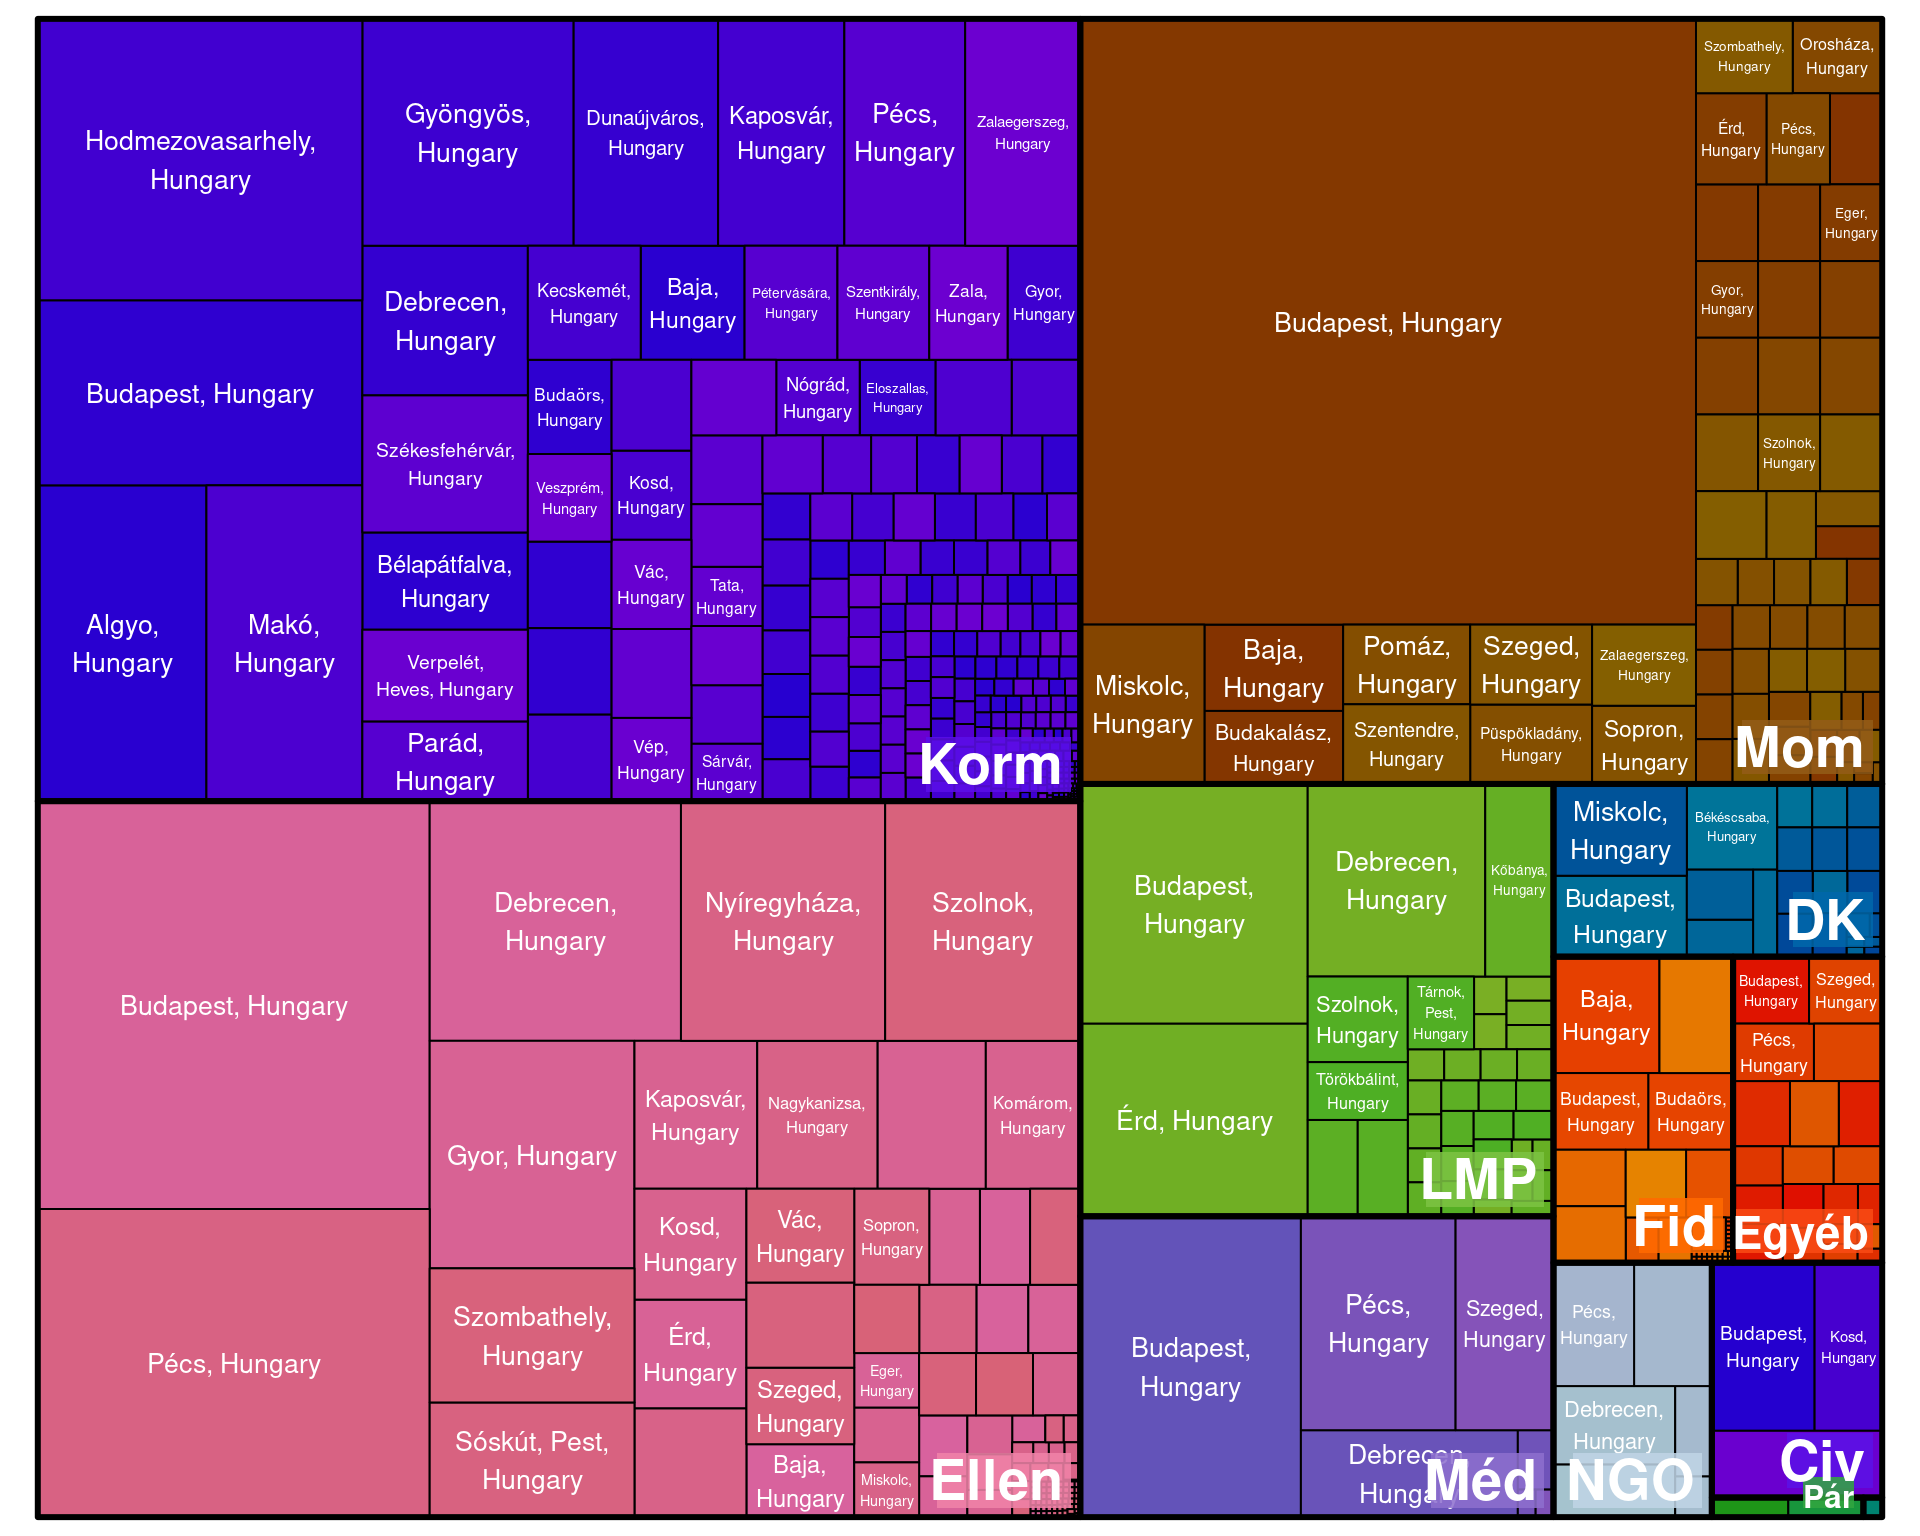 Hodmezovasarhely,
Hungary
Gyöngyös,
Hungary
Dunaújváros,
Hungary
Kaposvár,
Hungary
Pécs,
Hungary
Zalaegerszeg,
Hungary
Budapest, Hungary
Algyo,
Hungary
Makó,
Hungary
Debrecen,
Hungary
Kecskemét,
Hungary
Baja,
Hungary
Pétervására,
Hungary
Szentkirály,
Hungary
Zala,
Hungary
Gyor,
Hungary
Székesfehérvár,
Hungary
Budaörs,
Hungary
Nógrád,
Hungary
Eloszallas,
Hungary
Veszprém,
Hungary
Kosd,
Hungary
Bélapátfalva,
Hungary
Vác,
Hungary
Tata,
Hungary
Verpelét,
Heves, Hungary
Parád,
Hungary
Vép,
Hungary
Sárvár,
Hungary
Korm
Budapest, Hungary
Szombathely,
Hungary
Orosháza,
Hungary
Érd,
Hungary
Pécs,
Hungary
Eger,
Hungary
Gyor,
Hungary
Szolnok,
Hungary
Miskolc,
Hungary
Baja,
Hungary
Budakalász,
Hungary
Pomáz,
Hungary
Szentendre,
Hungary
Szeged,
Hungary
Püspökladány,
Hungary
Zalaegerszeg,
Hungary
Sopron,
Hungary
Mom
Budapest, Hungary
Pécs, Hungary
Debrecen,
Hungary
Nyíregyháza,
Hungary
Szolnok,
Hungary
Gyor, Hungary
Kaposvár,
Hungary
Nagykanizsa,
Hungary
Komárom,
Hungary
Kosd,
Hungary
Vác,
Hungary
Sopron,
Hungary
Szombathely,
Hungary
Érd,
Hungary
Eger,
Hungary
Szeged,
Hungary
Sóskút, Pest,
Hungary
Baja,
Hungary
Miskolc,
Hungary
Ellen
Budapest,
Hungary
Debrecen,
Hungary
Kőbánya,
Hungary
Érd, Hungary
Szolnok,
Hungary
Tárnok,
Pest,
Hungary
Törökbálint,
Hungary
LMP
Miskolc,
Hungary
Békéscsaba,
Hungary
Budapest,
Hungary
DK
Baja,
Hungary
Budapest,
Hungary
Budaörs,
Hungary
Fid
Budapest,
Hungary
Szeged,
Hungary
Pécs,
Hungary
Egyéb
Budapest,
Hungary
Pécs,
Hungary
Szeged,
Hungary
Debrecen,
Hungary
Méd
Pécs,
Hungary
Debrecen,
Hungary
NGO
Budapest,
Hungary
Kosd,
Hungary
Civ
Pár